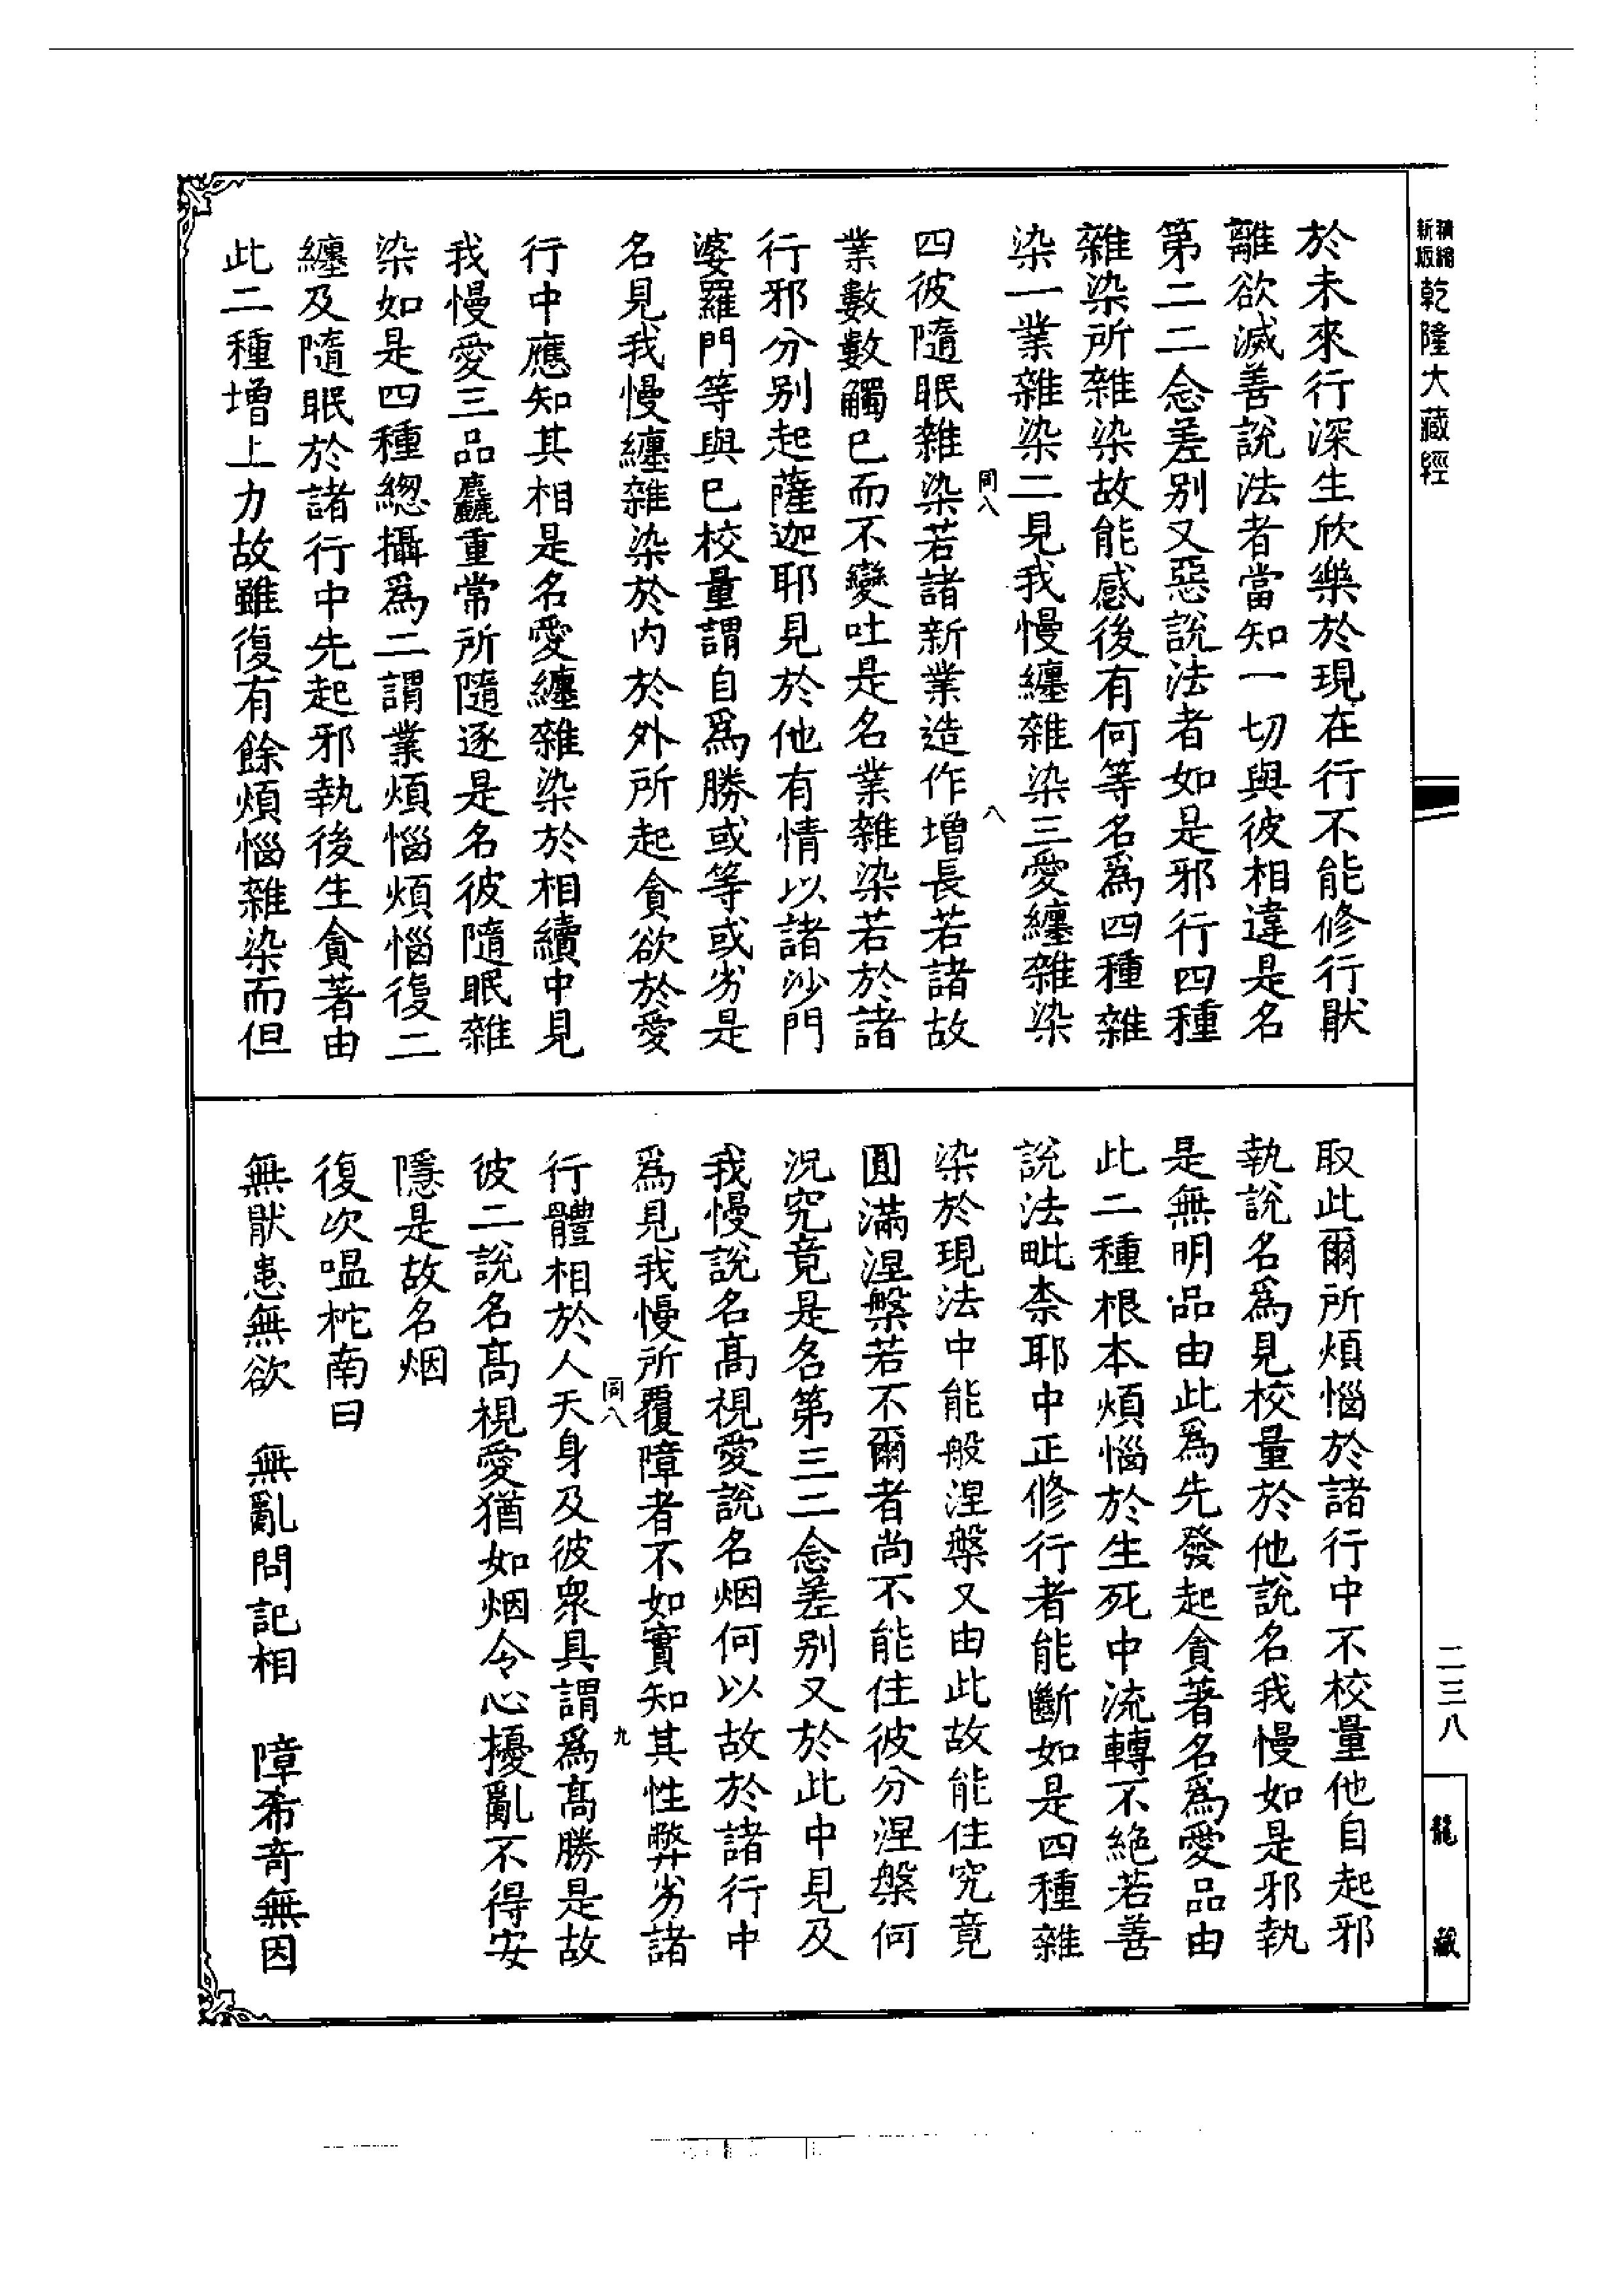 精縮新版乾隆大藏經
於未來行深生欣樂於現在行不能修行猒
離欲滅善說法者當知一切與彼相違是名
第二二念差別又惡說法者如是邪行四種
雜染所雜染故能感後有何等名爲四種雜
染一業雜染二見我慢纏雜染三愛纏雜染
同八
八
四彼隨眠雜染若諸新業造作增長若諸故
業數數觸已而不變吐是名業雜染若於諸
行邪分別起薩迦耶見於他有情以諸沙門
婆羅門等與已校量謂自爲勝或等或劣是
名見我慢纏雜染於內於外所起貪欲於愛
行中應知其相是名愛纏雜染於相續中見
我慢愛三品麤重常所隨逐是名彼隨眠雜
染如是四種緫攝爲二謂業煩惱煩惱復二
纏及隨眠於諸行中先起邪執後生貪著由
此二種增上力故雖復有餘煩惱雜染而但
取此爾所煩惱於諸行中不校量他自起邪
執說名爲見校量於他說名我慢如是邪執
是無明品由此爲先發起貪著名爲愛品由
此二種根本煩惱於生死中流轉不絶若善
說法毗柰耶中正修行者能斷如是四種雜
染於現法中能般涅槃又由此故能住究竟
圓滿涅槃若不爾者尚不能住彼分涅槃何
況究竟是名第三二念差別又於此中見及
我慢說名髙視愛說名烟何以故於諸行中
爲見我慢所覆障者不如實知其性弊劣諸
同八
九
行體相於人天身及彼衆具謂爲髙勝是故
彼二說名髙視愛猶如烟令心擾亂不得安
隱是故名烟
復次嗢柁南曰
無猒患無欲　無亂問記相　障希奇無因
二三八
龍藏